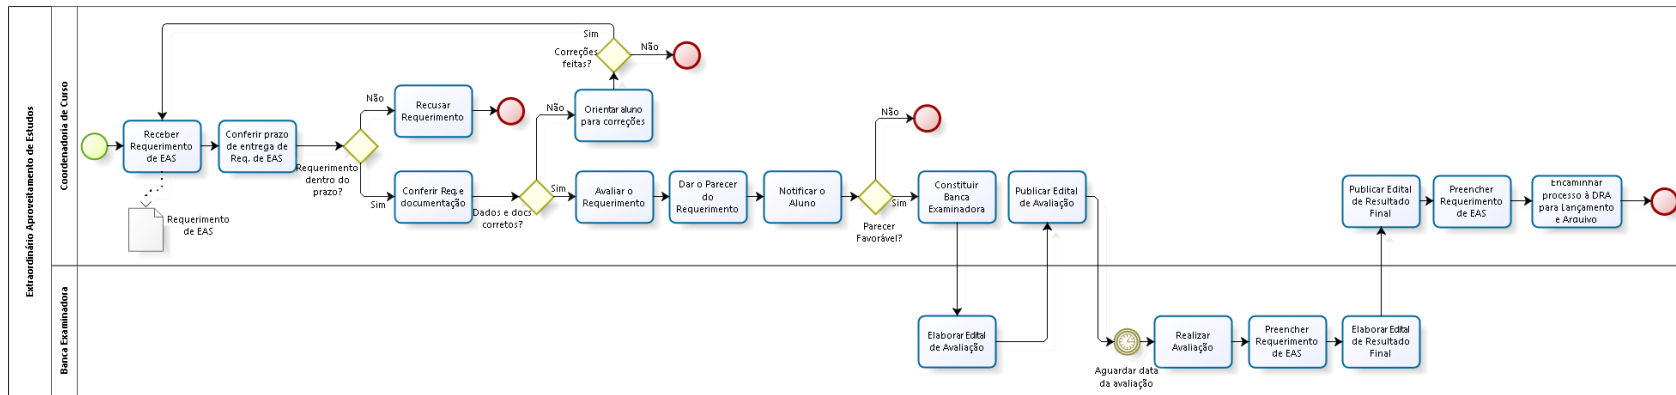 Extraordinário Aproveitamento de Estudos
Coordenadoria de Curso
Receber
Requerimento
de EAS
Requerimento
de EAS
Conferir prazo
de entrega de
Req. de EAS
Requerimento
dentro do
prazo?
Não
Recusar
Requerimento
Sim
Conferir Req. e
documentação
Dados e docs
corretos?
Não
Orientar aluno
para correções
Correções
feitas?
Sim
Não
Sim
Avaliar o
Requerimento
Dar o Parecer
do
Requerimento
Notificar o
Aluno
Parecer
Favorável?
Não
Sim
Constituir
Banca
Examinadora
Publicar Edital
de Avaliação
Publicar Edital
de Resultado
Final
Preencher
Requerimento
de EAS
Encaminhar
processo à DRA
para Lançamento
e Arquivo
Banca Examinadora
Elaborar Edital
de Avaliação
Aguardar data
da avaliação
Realizar
Avaliação
Preencher
Requerimento
de EAS
Elaborar Edital
de Resultado
Final